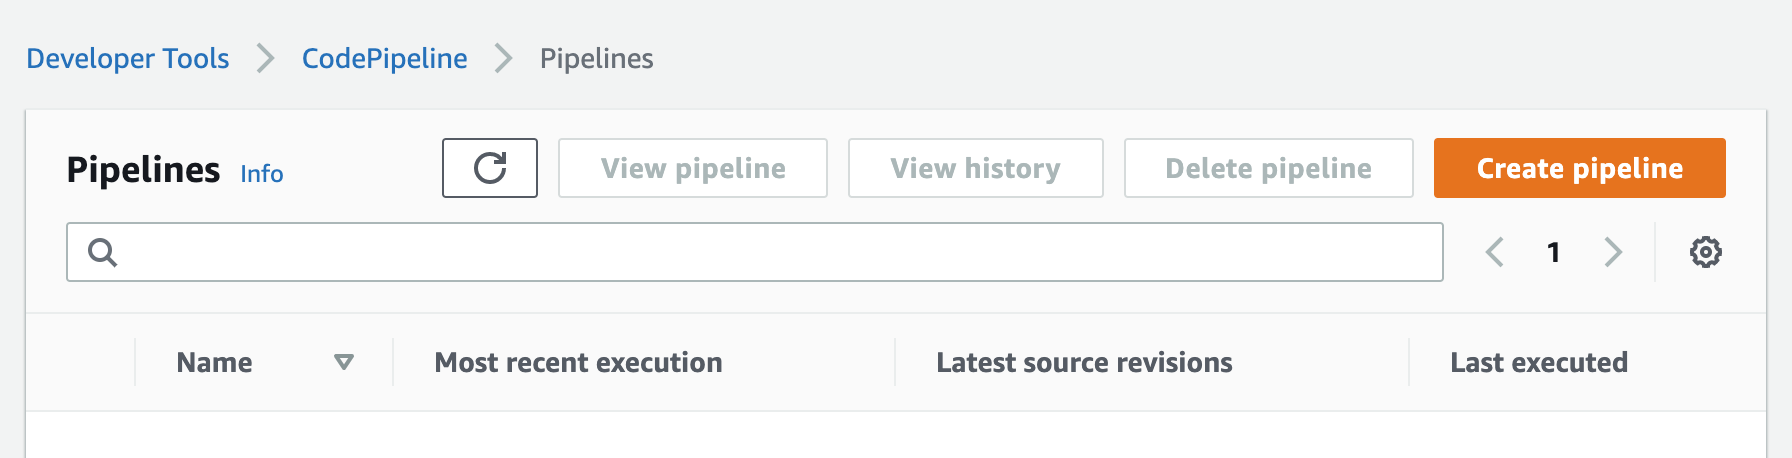 Developer Tools > CodePipeline > Pipelines
Pipelines Info View pipeline View history Delete pipeline Create pipeline
1
Name Most recent execution Latest source revisions Last executed